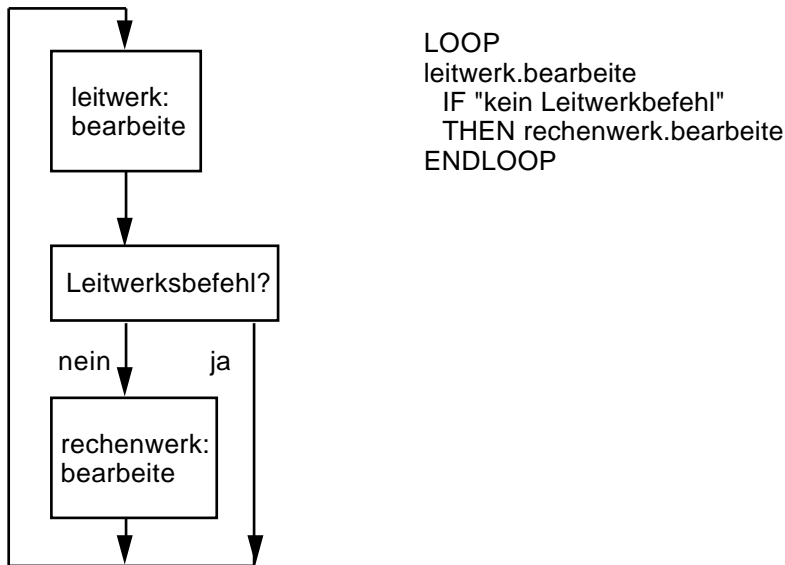 leitwerk:
bearbeite
Leitwerksbefehl?
nein
ja
rechenwerk:
bearbeite
LOOP
leitwerk.bearbeite
IF "kein Leitwerkbefehl"
THEN rechenwerk.bearbeite
ENDLOOP